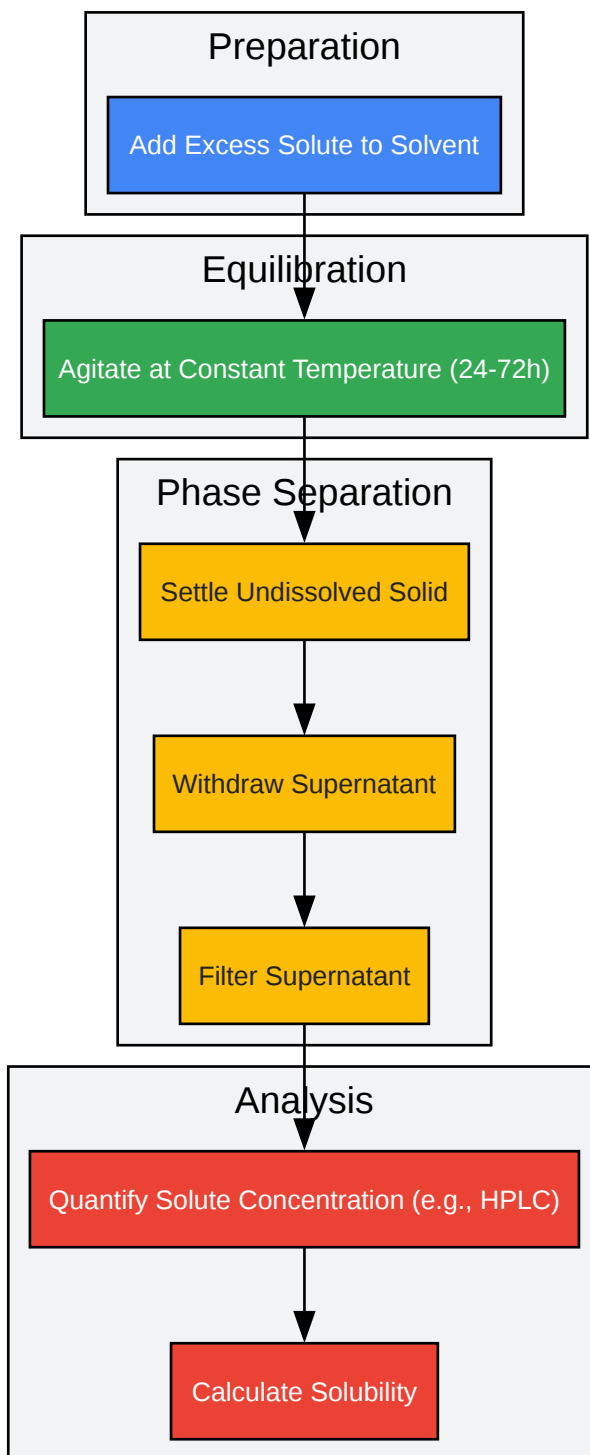 Preparation
Add Excess Solute to Solvent
Equilibration
Agitate at Constant Temperature (24-72h)
Phase Separation
Settle Undissolved Solid
Withdraw Supernatant
Filter Supernatant
Analysis
Quantify Solute Concentration (e.g., HPLC)
Calculate Solubility